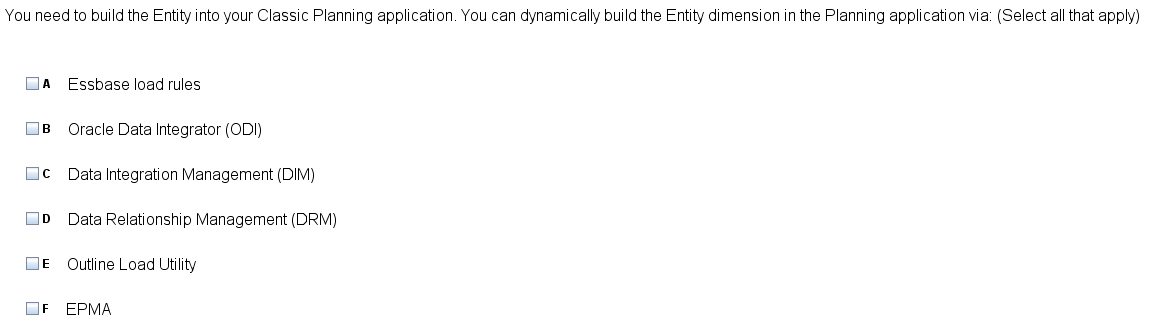 You need to build the Entity into your Classic Planning application. You can dynamically build the Entity dimension in the Planning application via: (Select all that apply)
A Essbase load rules
B Oracle Data Integrator (ODI)
C Data Integration Management (DIM)
D Data Relationship Management (DRM)
E Outline Load Utility
F EPMA